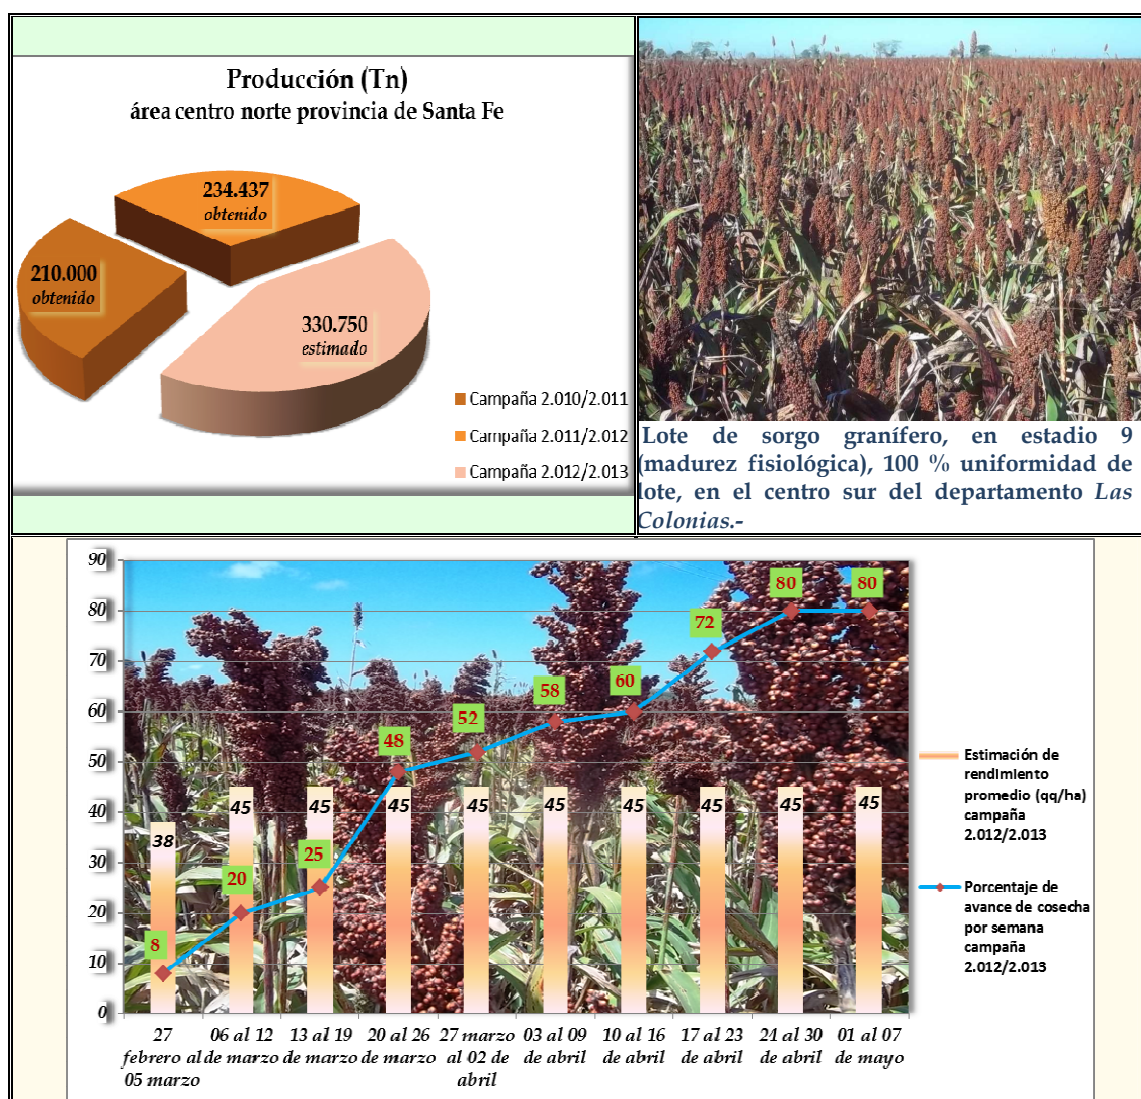 Producción (Tn)
área centro norte provincia de Santa Fe
234.437
obtenido
210.000
obtenido
330.750
estimado
Campaña 2.010/2.011
Campaña 2.011/2.012
Campaña 2.012/2.013
Lote de sorgo granífero, en estadio 9
(madurez fisiológica), 100 % uniformidad de
lote, en el centro sur del departamento Las
Colonias.-
90
80
70
60
50
40
30
20
10
0
8
20
25
48
52
58
60
72
80
80
38
45
45
45
45
45
45
45
45
45
27
febrero al
05 marzo
06 al 12
de marzo
13 al 19
de marzo
20 al 26
de marzo
27 marzo
al 02 de
abril
03 al 09
de abril
10 al 16
de abril
17 al 23
de abril
21 al 30
de abril
01 al 07
de mayo
Estimación de
rendimiento
promedio (qq/ha)
campaña
2.012/2.013
Porcentaje de
avance de cosecha
por semana
campaña
2.012/2.013